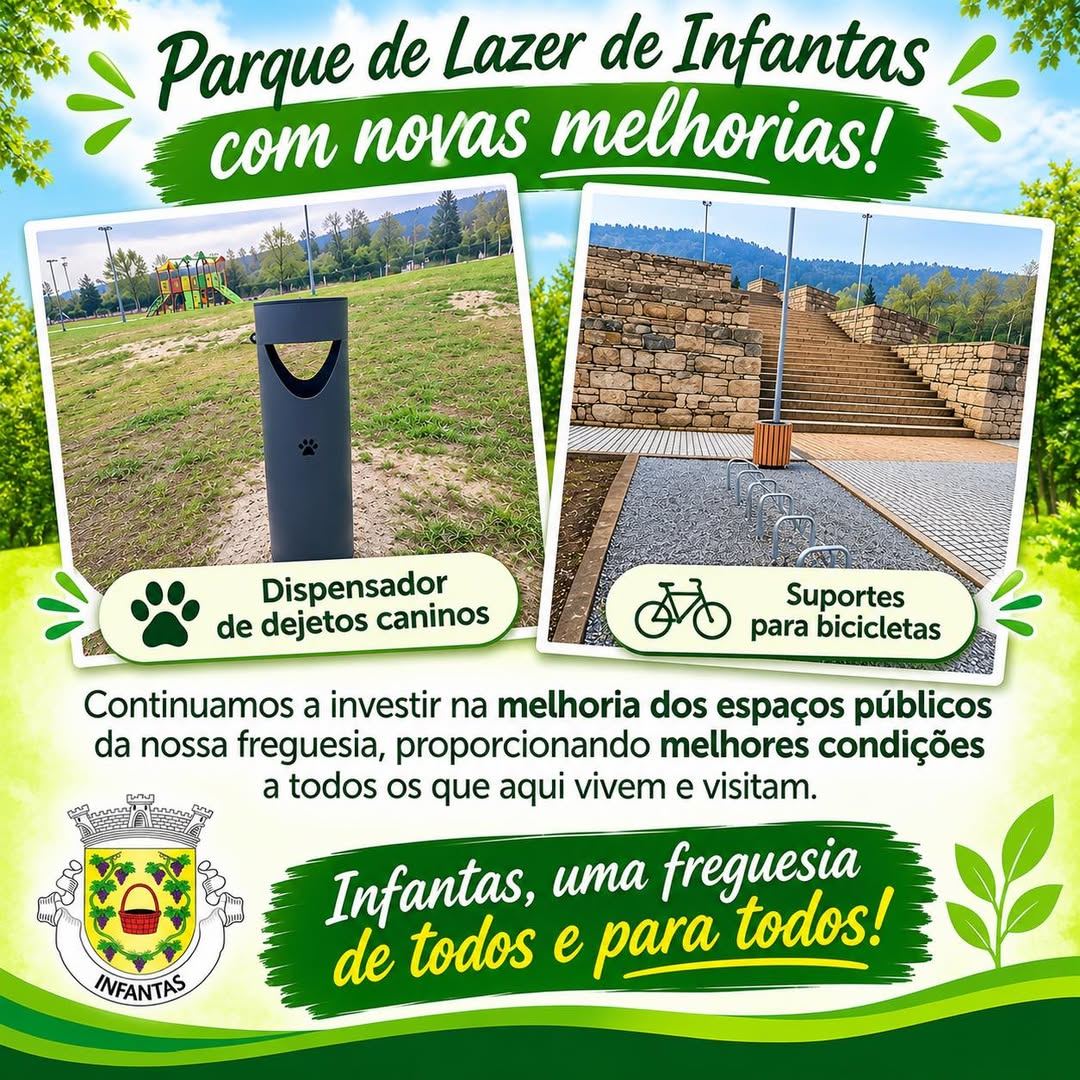 Parque de Lazer de Infantas
com novas melhorias!
Dispensador
de dejetos caninos
Suportes
para bicicletas
Continuamos a investir na melhoria dos espaços públicos
da nossa freguesia, proporcionando melhores condições
a todos os que aqui vivem e visitam.
INFANTAS
Infantas, uma freguesia
de todos e para todos!